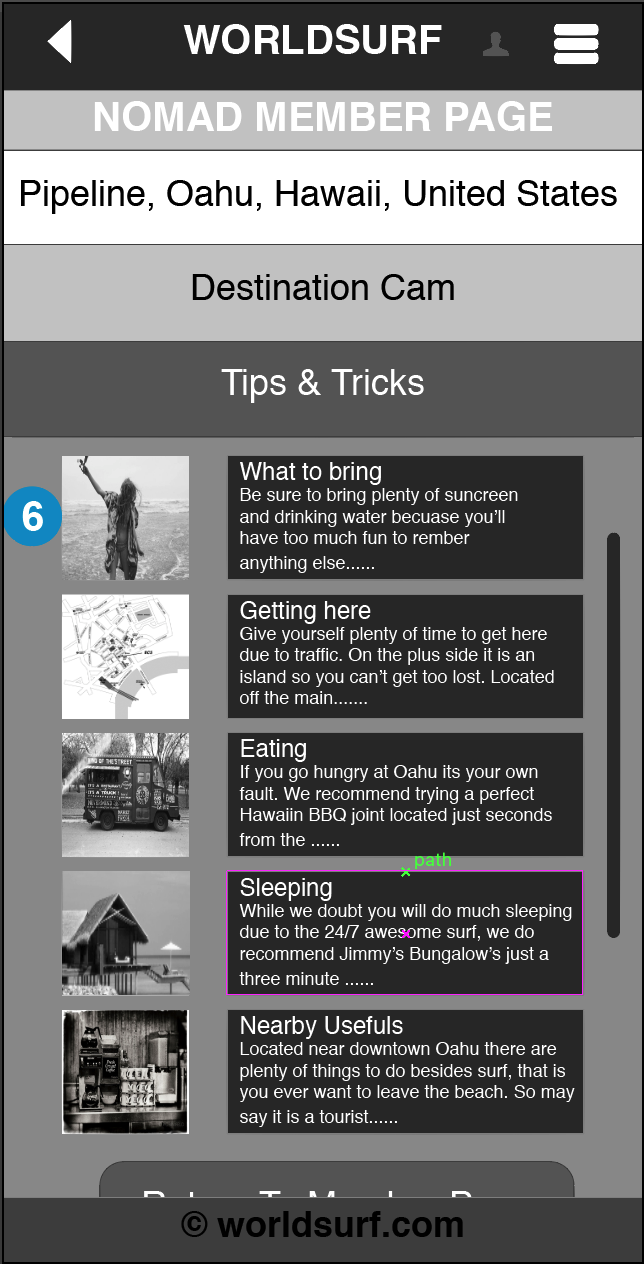 WORLDSURF
NOMAD MEMBER PAGE
Pipeline, Oahu, Hawaii, United States
Destination Cam
Tips & Tricks
6
What to bring
Be sure to bring plenty of suncreen
and drinking water becuase you'll
have too much fun to rember
anything else......
Getting here
Give yourself plenty of time to get here
due to traffic. On the plus side it is an
island so you can't get too lost. Located
off the main.......
Eating
If you go hungry at Oahu its your own
fault. We recommend trying a perfect
Hawaiin BBQ joint located just seconds
from the ......
path
Sleeping
While we doubt you will do much sleeping
due to the 24/7 awesome surf, we do
recommend Jimmy's Bungalow's just a
three minute ......
Nearby Usefuls
Located near downtown Oahu there are
plenty of things to do besides surf, that is
you ever want to leave the beach. So may
say it is a tourist......
© worldsurf.com